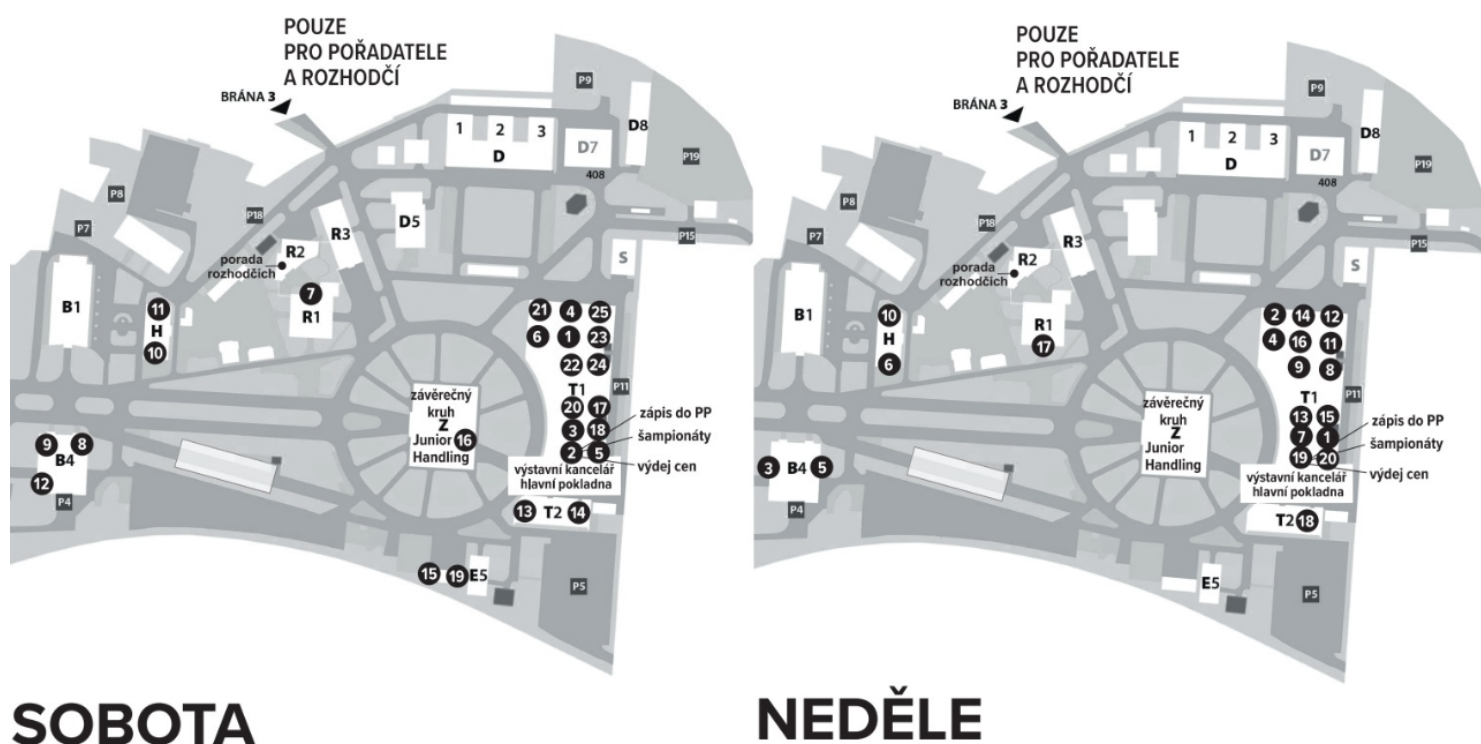 POUZE
PRO POŘADATELE
A ROZHODČÍ
BRÁNA 3
P9
1 2 3
D
D7
D8
P19
408
P8
P18
P7
D5
R3
R2
porada
rozhodčích
P15
S
7
R1
B1
11
H
10
21 4 25
6 1 23
22 24
T1
P11
20 17
3 18
2 5
zápis do PP
šampionáty
výdej cen
závěrečný
kruh
Z
Junior 16
Handling
9 8
B4
12
P4
výstavní kancelář
hlavní pokladna
13 T2 14
15 19 E5
P5
SOBOTA
POUZE
PRO POŘADATELE
A ROZHODČÍ
BRÁNA 3
P9
1 2 3
D
D7
D8
P19
408
P8
P18
P7
R3
R2
porada
rozhodčích
P15
S
R1
17
B1
10
H
6
2 14 12
4 16 11
9 8
T1
P11
13 15
7 1
19 20
zápis do PP
šampionáty
výdej cen
závěrečný
kruh
Z
Junior
Handling
3 B4 5
P4
výstavní kancelář
hlavní pokladna
T2 18
E5
P5
NEDĚLE